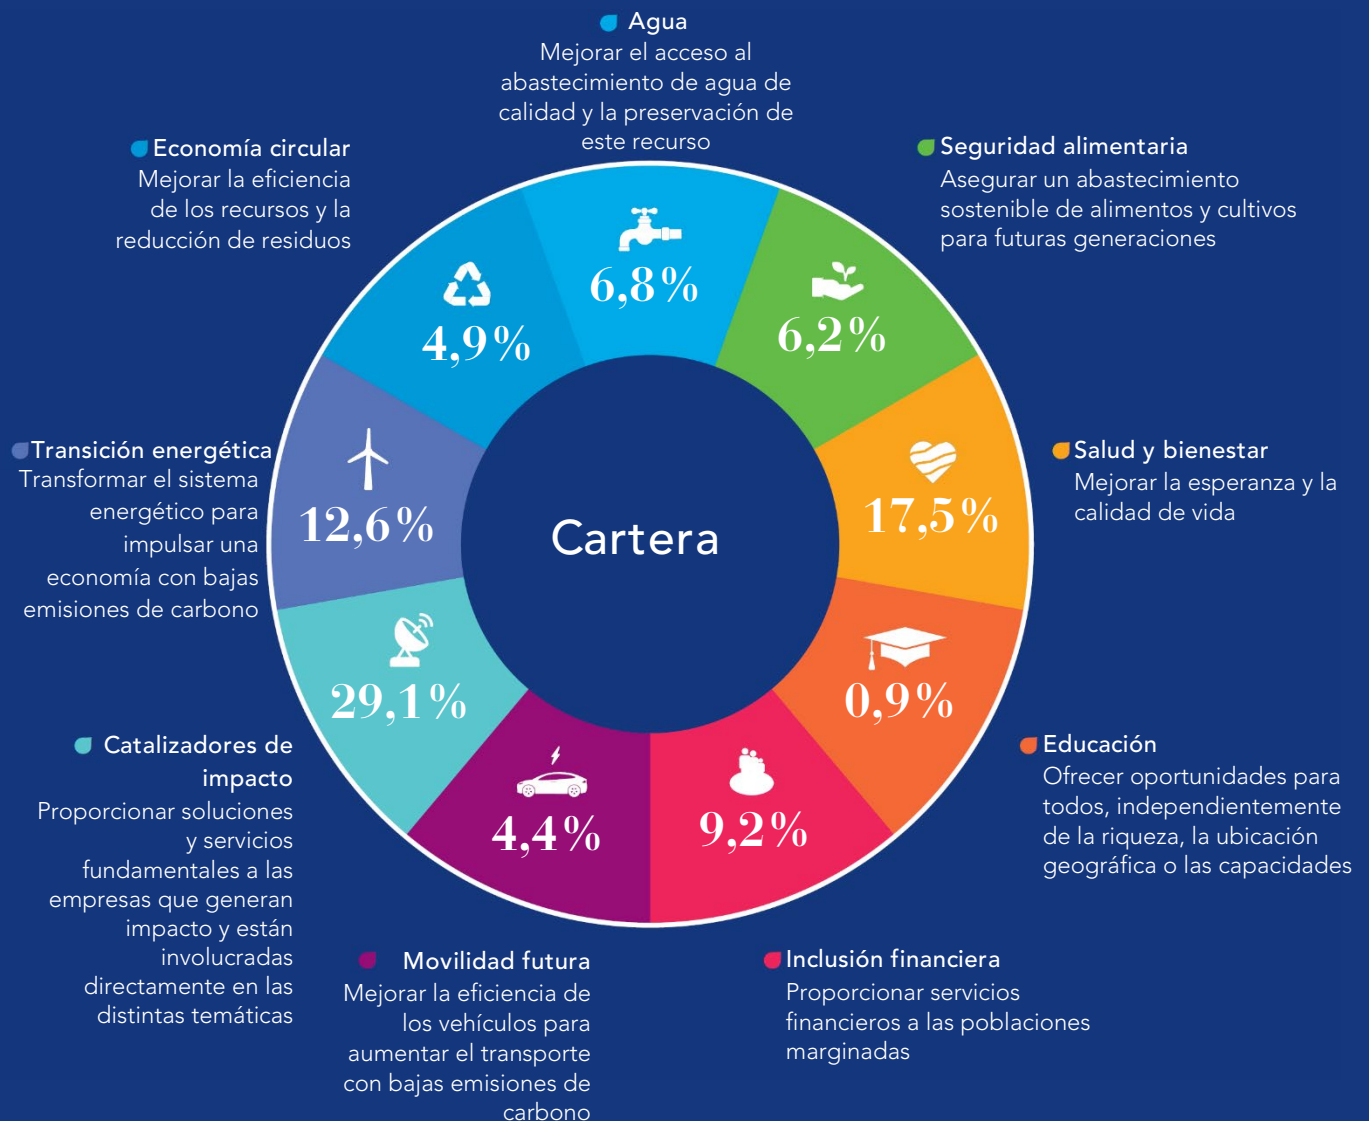 Agua
Mejorar el acceso al
abastecimiento de agua de
calidad y la preservación de
este recurso
Economía circular
Mejorar la eficiencia
de los recursos y la
reducción de residuos
Seguridad alimentaria
Asegurar un abastecimiento
sostenible de alimentos y cultivos
para futuras generaciones
6,8%
4,9%
6,2%
Transición energética
Transformar el sistema
energético para
impulsar una
economía con bajas
emisiones de carbono
12,6%
Cartera
17,5%
Salud y bienestar
Mejorar la esperanza y la
calidad de vida
29,1%
0,9%
4,4%
9,2%
Catalizadores de
impacto
Proporcionar soluciones
y servicios
fundamentales a las
empresas que generan
impacto y están
involucradas
directamente en las
distintas temáticas
Educación
Ofrecer oportunidades para
todos, independientemente
de la riqueza, la ubicación
geográfica o las capacidades
Movilidad futura
Mejorar la eficiencia de
los vehículos para
aumentar el transporte
con bajas emisiones de
carbono
Inclusión financiera
Proporcionar servicios
financieros a las poblaciones
marginadas